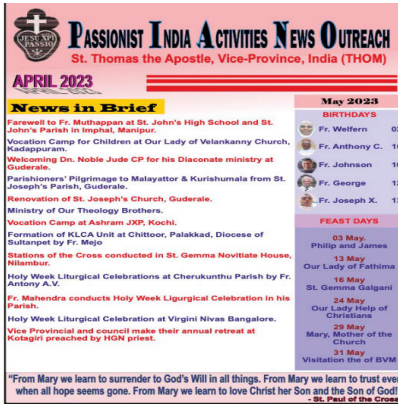 JESU XPI PASSIO
PASSIONIST INDIA ACTIVITIES NEWS OUTREACH
St. Thomas the Apostle, Vice-Province, India (THOM)
APRIL 2023
News in Brief
Farewell to Fr. Muthappan at St. John's High School and St.
John's Parish in Imphal, Manipur.
Vocation Camp for Children at Our Lady of Velankanny Church,
Kadappuram.
Welcoming Dn. Noble Jude CP for his Diaconate ministry at
Guderale.
Parishioners' Pilgrimage to Malayattor & Kurishumala from St.
Joseph's Parish, Guderale.
Renovation of St. Joseph's Church, Guderale.
Ministry of Our Theology Brothers.
Vocation Camp at Ashram JXP, Kochi.
Formation of KLCA Unit at Chittoor, Palakkad, Diocese of
Sultanpet by Fr. Mejo
Stations of the Cross conducted in St. Gemma Novitiate House,
Nilambur.
Holy Week Liturgical Celebrations at Cherukunthu Parish by Fr.
Antony A.V.
Fr. Mahendra conducts Holy Week Ligurgical Celebration in his
Parish.
Holy Week Liturgical Celebration at Virgini Nivas Bangalore.
Vice Provincial and council make their annual retreat at
Kotagiri preached by HGN priest.
May 2023
BIRTHDAYS
Fr. Welfern
Fr. Anthony C.
Fr. Johnson
Fr. George
Fr. Joseph X.
FEAST DAYS
03 May.
Philip and James
13 May
Our Lady of Fathima
16 May
St. Gemma Galgani
24 May
Our Lady Help of
Christians
29 May
Mary, Mother of the
Church
31 May
Visitation the of BVM
"From Mary we learn to surrender to God's Will in all things. From Mary we learn to trust
when all hope seems gone. From Mary we learn to love Christ her Son and the Son of God!
- St. Paul of the Cross